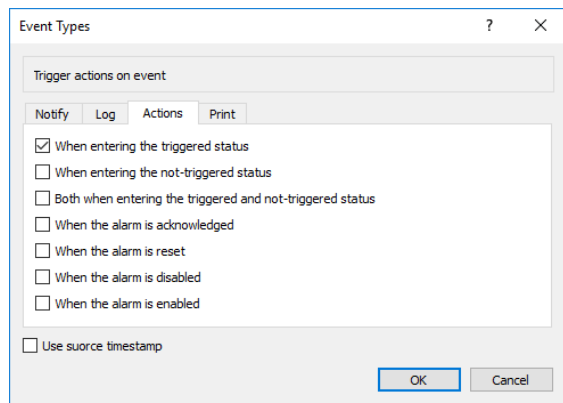 Event Types ?
Trigger actions on event
Notify Log Actions Print
When entering the triggered status
When entering the not-triggered status
Both when entering the triggered and not-triggered status
When the alarm is acknowledged
When the alarm is reset
When the alarm is disabled
When the alarm is enabled
Use suorce timestamp
OK Cancel